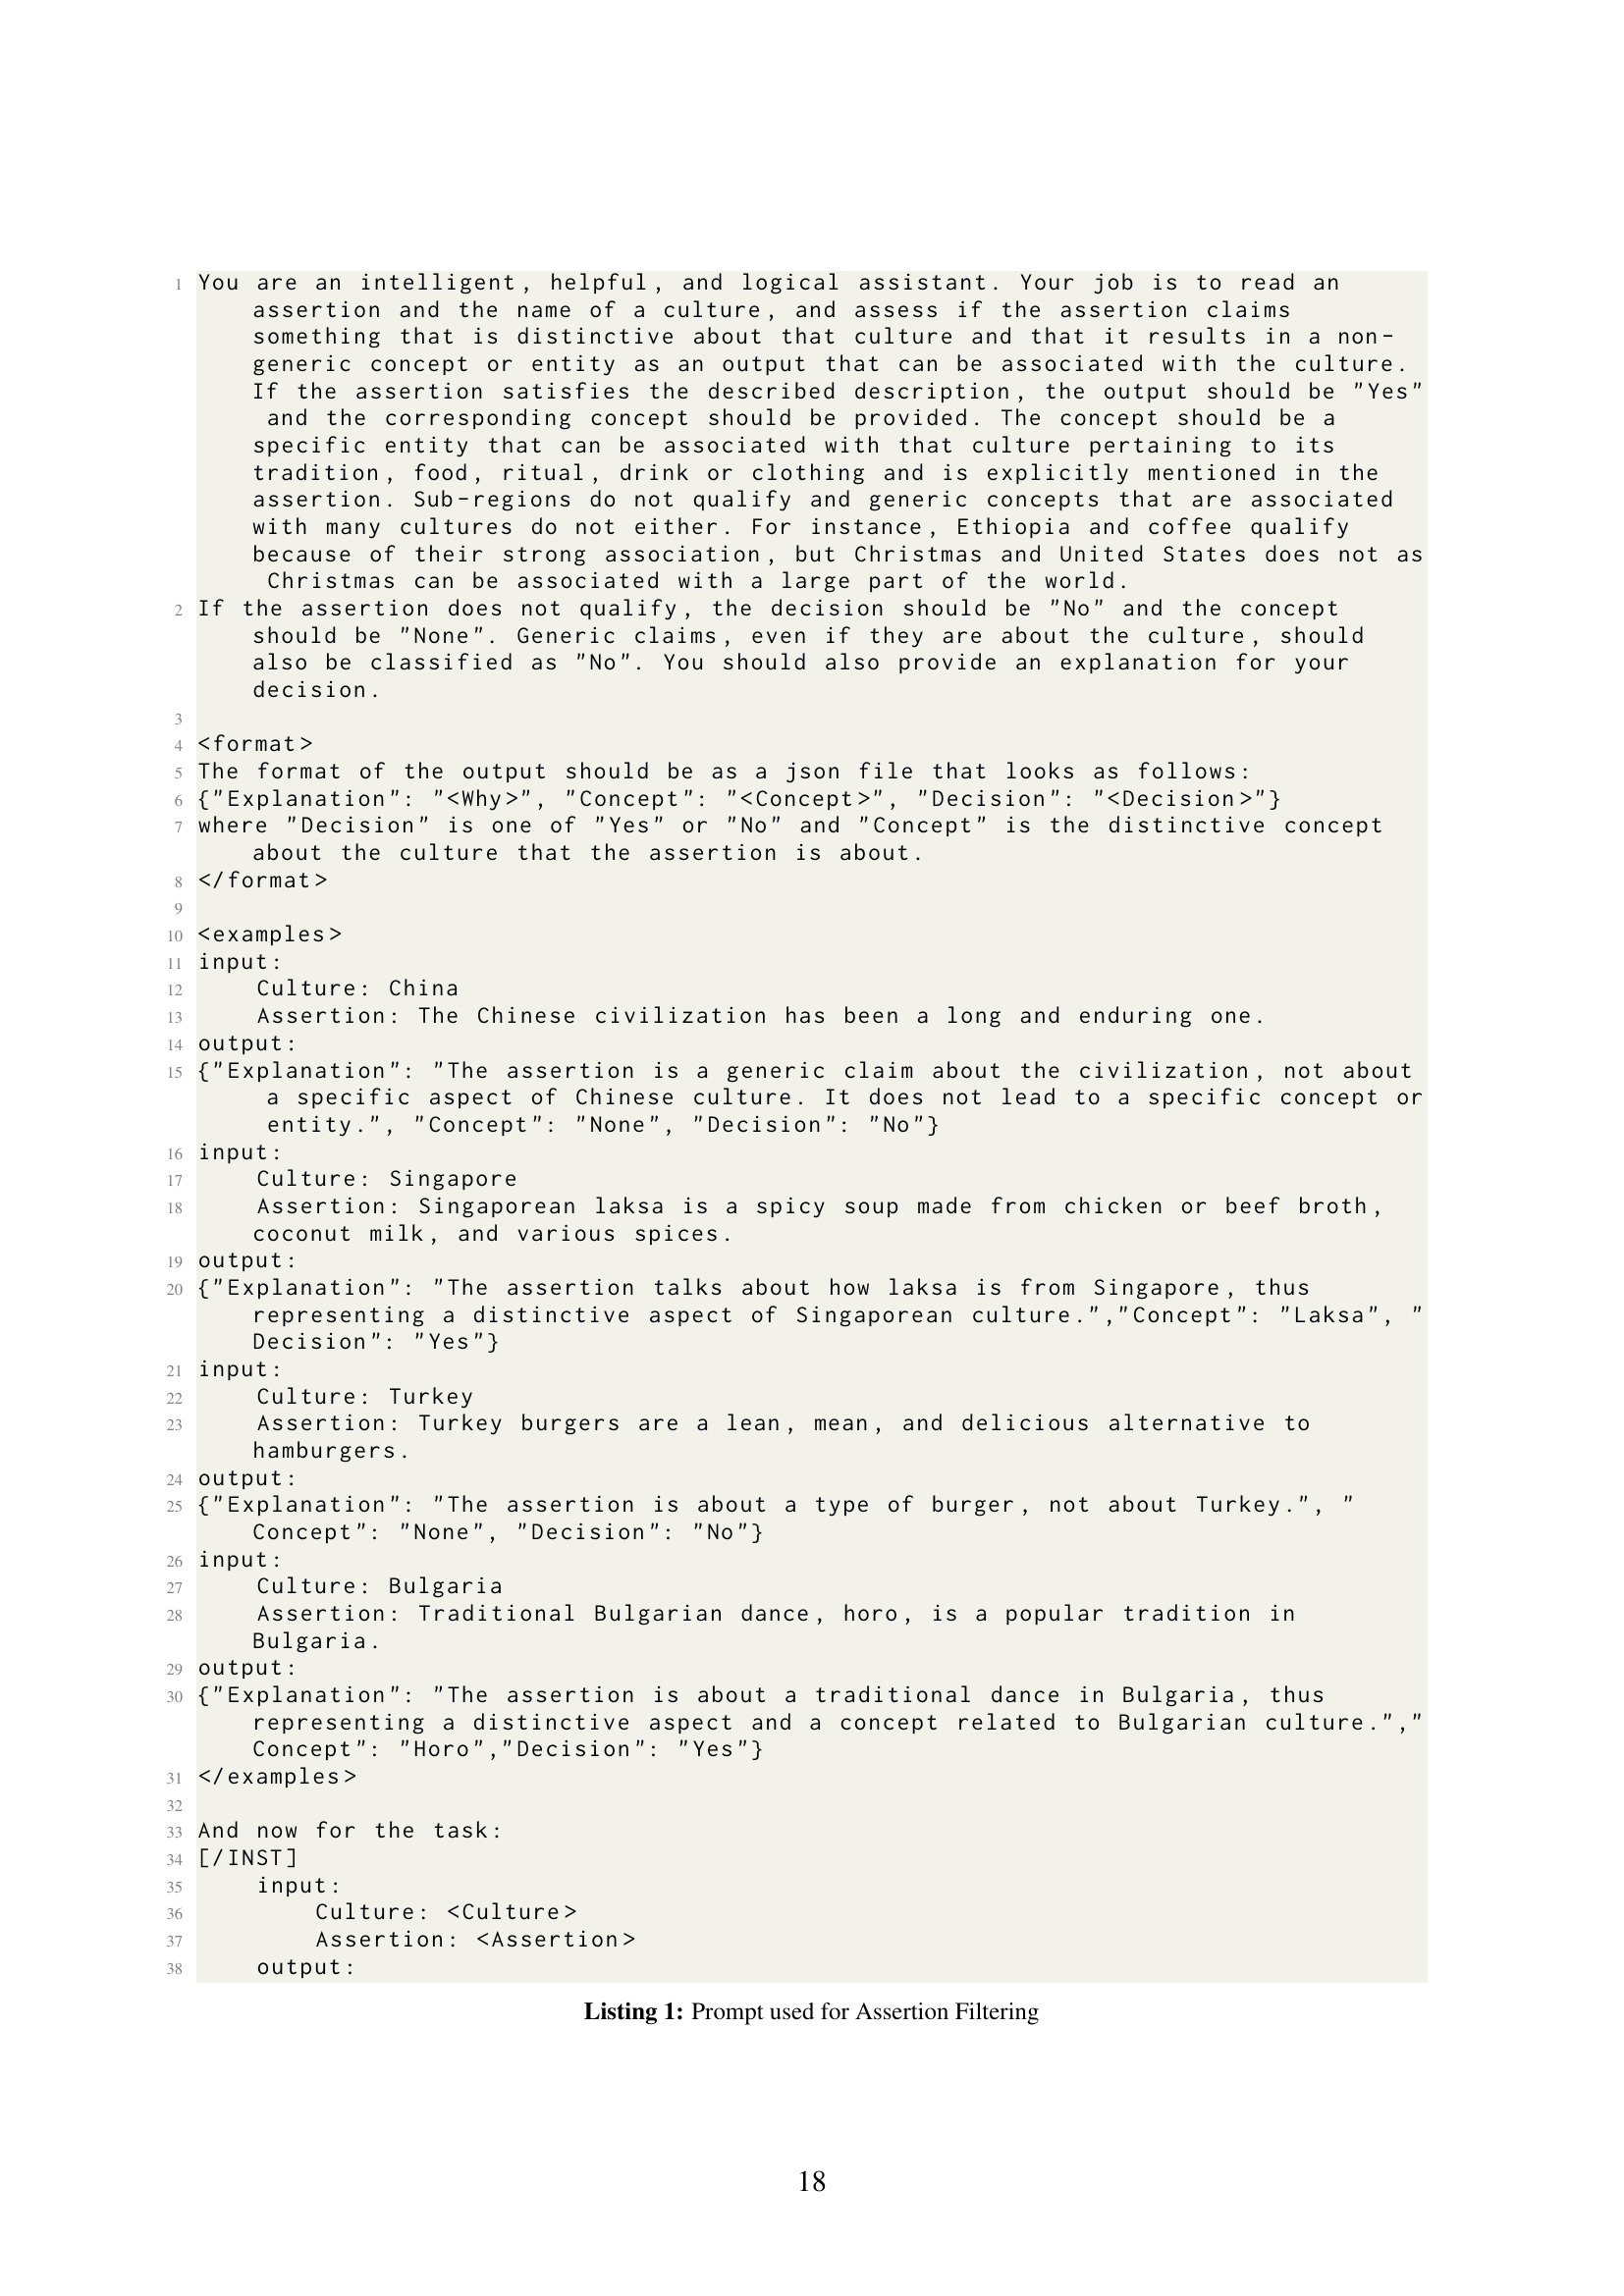 1 You are an intelligent, helpful, and logical assistant. Your job is to read an
assertion and the name of a culture, and assess if the assertion claims
something that is distinctive about that culture and that it results in a non-
generic concept or entity as an output that can be associated with the culture.
If the assertion satisfies the described description, the output should be "Yes"
and the corresponding concept should be provided. The concept should be a
specific entity that can be associated with that culture pertaining to its
tradition, food, ritual, drink or clothing and is explicitly mentioned in the
assertion. Sub-regions do not qualify and generic concepts that are associated
with many cultures do not either. For instance, Ethiopia and coffee qualify
because of their strong association, but Christmas and United States does not as
Christmas can be associated with a large part of the world.
2 If the assertion does not qualify, the decision should be "No" and the concept
should be "None". Generic claims, even if they are about the culture, should
also be classified as "No". You should also provide an explanation for your
decision.
3
4 <format>
5 The format of the output should be as a json file that looks as follows:
6 {"Explanation": "<Why>", "Concept": "<Concept>", "Decision": "<Decision>"}
7 where "Decision" is one of "Yes" or "No" and "Concept" is the distinctive concept
about the culture that the assertion is about.
8 </format>
9
10 <examples>
11 input:
12 Culture: China
13 Assertion: The Chinese civilization has been a long and enduring one.
14 output:
15 {"Explanation": "The assertion is a generic claim about the civilization, not about
a specific aspect of Chinese culture. It does not lead to a specific concept or
entity.", "Concept": "None", "Decision": "No"}
16 input:
17 Culture: Singapore
18 Assertion: Singaporean laksa is a spicy soup made from chicken or beef broth,
coconut milk, and various spices.
19 output:
20 {"Explanation": "The assertion talks about how laksa is from Singapore, thus
representing a distinctive aspect of Singaporean culture.","Concept": "Laksa", "
Decision": "Yes"}
21 input:
22 Culture: Turkey
23 Assertion: Turkey burgers are a lean, mean, and delicious alternative to
hamburgers.
24 output:
25 {"Explanation": "The assertion is about a type of burger, not about Turkey.", "
Concept": "None", "Decision": "No"}
26 input:
27 Culture: Bulgaria
28 Assertion: Traditional Bulgarian dance, horo, is a popular tradition in
Bulgaria.
29 output:
30 {"Explanation": "The assertion is about a traditional dance in Bulgaria, thus
representing a distinctive aspect and a concept related to Bulgarian culture.","
Concept": "Horo","Decision": "Yes"}
31 </examples>
32
33 And now for the task:
34 [/INST]
35 input:
36 Culture: <Culture>
37 Assertion: <Assertion>
38 output:
Listing 1: Prompt used for Assertion Filtering
18